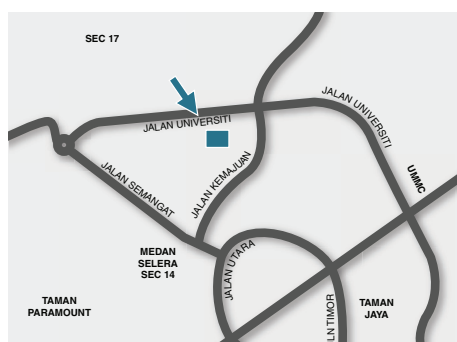 SEC 17
JALAN UNIVERSITI
JALAN UNIVERSITI
UMMC
JALAN SEMANGAT
JALAN KEMAJUAN
MEDAN
SELERA
SEC 14
JALAN UTARA
TAMAN
PARAMOUNT
LN TIMOR
TAMAN
JAYA